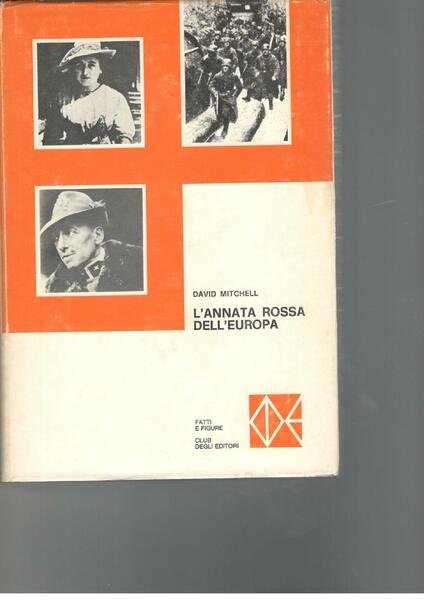 DAVID MITCHELL
L'ANNATA ROSSA
DELL'EUROPA
FATTI
E FIGURE
CLUB
DEGLI EDITORI